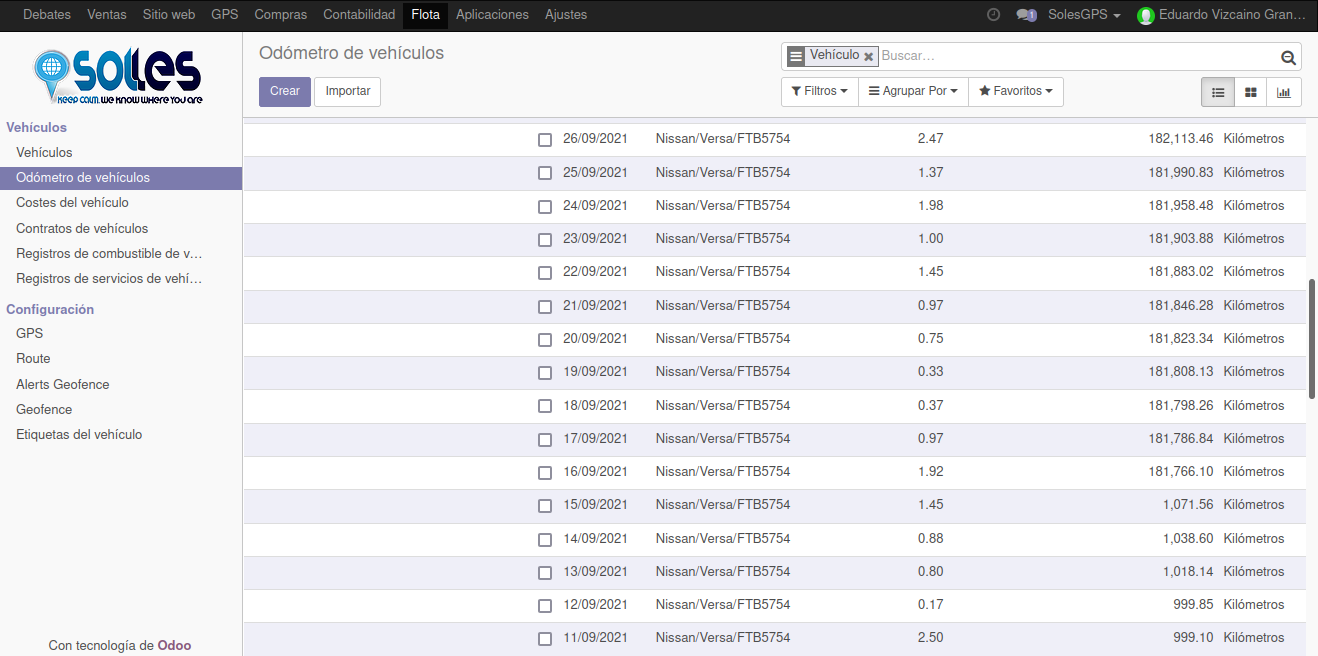 Debates Ventas Sitio web GPS Compras Contabilidad Flota Aplicaciones Ajustes 1 SolesGPS Eduardo Vizcaino Gran...
SOLLES
KEEP CALM. WE KNOW WHERE YOU ARE
Odómetro de vehículos
Vehículo Buscar...
Crear Importar
Filtros Agrupar Por Favoritos
Vehículos
Vehículos
Odómetro de vehículos
Costes del vehículo
Contratos de vehículos
Registros de combustible de v...
Registros de servicios de vehí...
Configuración
GPS
Route
Alerts Geofence
Geofence
Etiquetas del vehículo
Con tecnología de Odoo
26/09/2021 Nissan/Versa/FTB5754 2.47 182,113.46 Kilómetros
25/09/2021 Nissan/Versa/FTB5754 1.37 181,990.83 Kilómetros
24/09/2021 Nissan/Versa/FTB5754 1.98 181,958.48 Kilómetros
23/09/2021 Nissan/Versa/FTB5754 1.00 181,903.88 Kilómetros
22/09/2021 Nissan/Versa/FTB5754 1.45 181,883.02 Kilómetros
21/09/2021 Nissan/Versa/FTB5754 0.97 181,846.28 Kilómetros
20/09/2021 Nissan/Versa/FTB5754 0.75 181,823.34 Kilómetros
19/09/2021 Nissan/Versa/FTB5754 0.33 181,808.13 Kilómetros
18/09/2021 Nissan/Versa/FTB5754 0.37 181,798.26 Kilómetros
17/09/2021 Nissan/Versa/FTB5754 0.97 181,786.84 Kilómetros
16/09/2021 Nissan/Versa/FTB5754 1.92 181,766.10 Kilómetros
15/09/2021 Nissan/Versa/FTB5754 1.45 1,071.56 Kilómetros
14/09/2021 Nissan/Versa/FTB5754 0.88 1,038.60 Kilómetros
13/09/2021 Nissan/Versa/FTB5754 0.80 1,018.14 Kilómetros
12/09/2021 Nissan/Versa/FTB5754 0.17 999.85 Kilómetros
11/09/2021 Nissan/Versa/FTB5754 2.50 999.10 Kilómetros